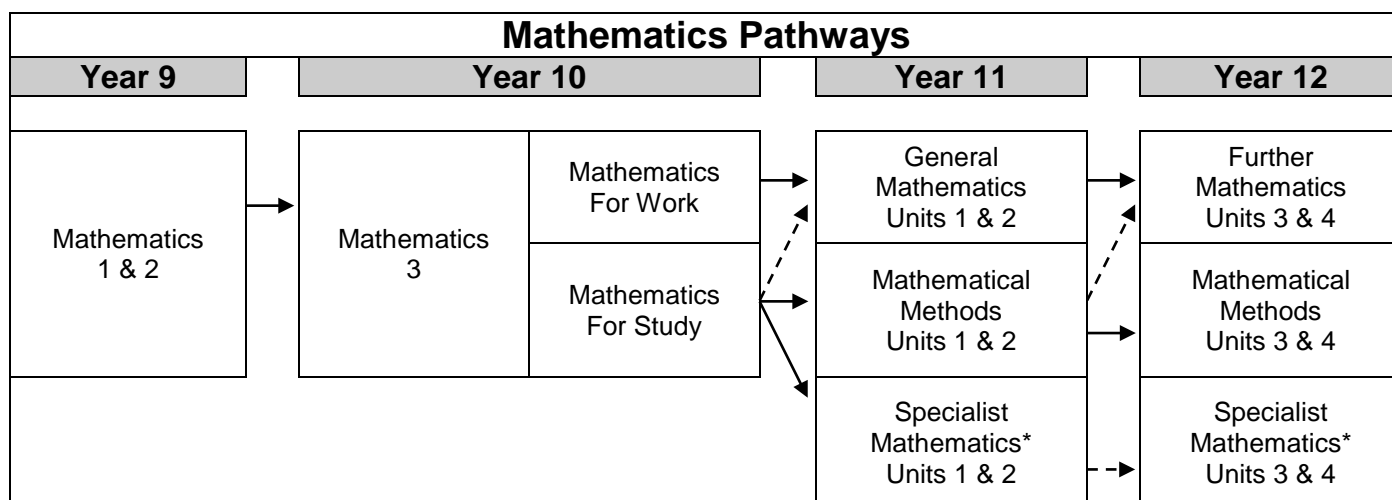 Mathematics Pathways
Year 9
Year 10
Year 11
Year 12
Mathematics
1 & 2
Mathematics
3
Mathematics
For Work
Mathematics
For Study
General
Mathematics
Units 1 & 2
Mathematical
Methods
Units 1 & 2
Specialist
Mathematics*
Units 1 & 2
Further
Mathematics
Units 3 & 4
Mathematical
Methods
Units 3 & 4
Specialist
Mathematics*
Units 3 & 4